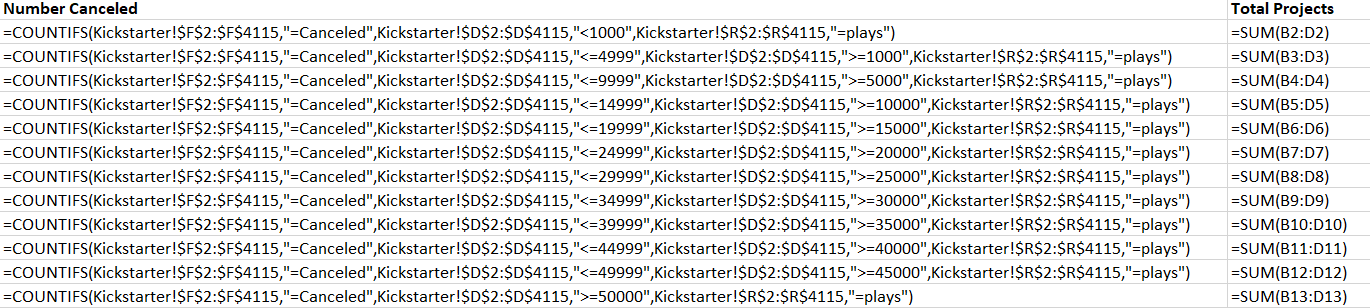 Number Canceled Total Projects
=COUNTIFS(Kickstarter!$F$2:$F$4115,"=Canceled",Kickstarter!$D$2:$D$4115,"<1000",Kickstarter!$R$2:$R$4115,"=plays") =SUM(B2:D2)
=COUNTIFS(Kickstarter!$F$2:$F$4115,"=Canceled",Kickstarter!$D$2:$D$4115,"<=4999",Kickstarter!$D$2:$D$4115,">=1000",Kickstarter!$R$2:$R$4115,"=plays") =SUM(B3:D3)
=COUNTIFS(Kickstarter!$F$2:$F$4115,"=Canceled",Kickstarter!$D$2:$D$4115,"<=9999",Kickstarter!$D$2:$D$4115,">=5000",Kickstarter!$R$2:$R$4115,"=plays") =SUM(B4:D4)
=COUNTIFS(Kickstarter!$F$2:$F$4115,"=Canceled",Kickstarter!$D$2:$D$4115,"<=14999",Kickstarter!$D$2:$D$4115,">=10000",Kickstarter!$R$2:$R$4115,"=plays") =SUM(B5:D5)
=COUNTIFS(Kickstarter!$F$2:$F$4115,"=Canceled",Kickstarter!$D$2:$D$4115,"<=19999",Kickstarter!$D$2:$D$4115,">=15000",Kickstarter!$R$2:$R$4115,"=plays") =SUM(B6:D6)
=COUNTIFS(Kickstarter!$F$2:$F$4115,"=Canceled",Kickstarter!$D$2:$D$4115,"<=24999",Kickstarter!$D$2:$D$4115,">=20000",Kickstarter!$R$2:$R$4115,"=plays") =SUM(B7:D7)
=COUNTIFS(Kickstarter!$F$2:$F$4115,"=Canceled",Kickstarter!$D$2:$D$4115,"<=29999",Kickstarter!$D$2:$D$4115,">=25000",Kickstarter!$R$2:$R$4115,"=plays") =SUM(B8:D8)
=COUNTIFS(Kickstarter!$F$2:$F$4115,"=Canceled",Kickstarter!$D$2:$D$4115,"<=34999",Kickstarter!$D$2:$D$4115,">=30000",Kickstarter!$R$2:$R$4115,"=plays") =SUM(B9:D9)
=COUNTIFS(Kickstarter!$F$2:$F$4115,"=Canceled",Kickstarter!$D$2:$D$4115,"<=39999",Kickstarter!$D$2:$D$4115,">=35000",Kickstarter!$R$2:$R$4115,"=plays") =SUM(B10:D10)
=COUNTIFS(Kickstarter!$F$2:$F$4115,"=Canceled",Kickstarter!$D$2:$D$4115,"<=44999",Kickstarter!$D$2:$D$4115,">=40000",Kickstarter!$R$2:$R$4115,"=plays") =SUM(B11:D11)
=COUNTIFS(Kickstarter!$F$2:$F$4115,"=Canceled",Kickstarter!$D$2:$D$4115,"<=49999",Kickstarter!$D$2:$D$4115,">=45000",Kickstarter!$R$2:$R$4115,"=plays") =SUM(B12:D12)
=COUNTIFS(Kickstarter!$F$2:$F$4115,"=Canceled",Kickstarter!$D$2:$D$4115,">=50000",Kickstarter!$R$2:$R$4115,"=plays") =SUM(B13:D13)